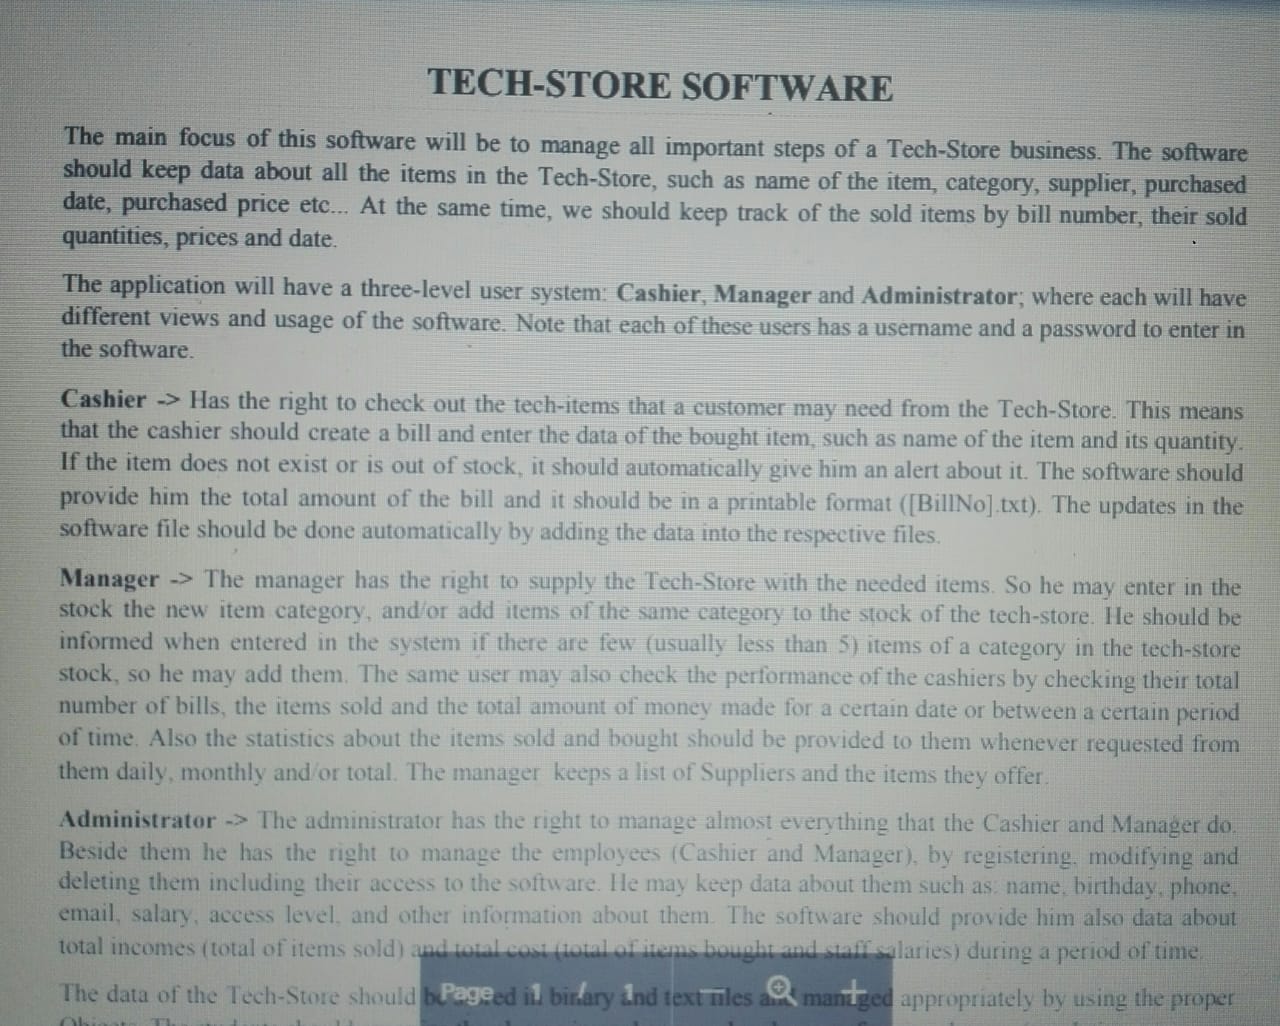 TECH-STORE SOFTWARE
The main focus of this software will be to manage all important steps of a Tech-Store business. The software
should keep data about all the items in the Tech-Store, such as name of the item, category, supplier, purchased
date, purchased price etc... At the same time, we should keep track of the sold items by bill number, their sold
quantities, prices and date.
The application will have a three-level user system: Cashier, Manager and Administrator; where each will have
different views and usage of the software. Note that each of these users has a username and a password to enter in
the software.
Cashier -> Has the right to check out the tech-items that a customer may need from the Tech-Store. This means
that the cashier should create a bill and enter the data of the bought item, such as name of the item and its quantity.
If the item does not exist or is out of stock, it should automatically give him an alert about it. The software should
provide him the total amount of the bill and it should be in a printable format ([BillNo].txt). The updates in the
software file should be done automatically by adding the data into the respective files.
Manager -> The manager has the right to supply the Tech-Store with the needed items. So he may enter in the
stock the new item category, and/or add items of the same category to the stock of the tech-store. He should be
informed when entered in the system if there are few (usually less than 5) items of a category in the tech-store
stock, so he may add them. The same user may also check the performance of the cashiers by checking their total
number of bills, the items sold and the total amount of money made for a certain date or between a certain period
of time. Also the statistics about the items sold and bought should be provided to them whenever requested from
them daily, monthly and/or total. The manager keeps a list of Suppliers and the items they offer.
Administrator -> The administrator has the right to manage almost everything that the Cashier and Manager do.
Beside them he has the right to manage the employees (Cashier and Manager), by registering, modifying and
deleting them including their access to the software. He may keep data about them such as: name, birthday, phone,
email, salary, access level, and other information about them. The software should provide him also data about
total incomes (total of items sold) and total cost (total of items bought and staff salaries) during a period of time.
The data of the Tech-Store should in binary and text files managed appropriately by using the proper
Page 1 / 1